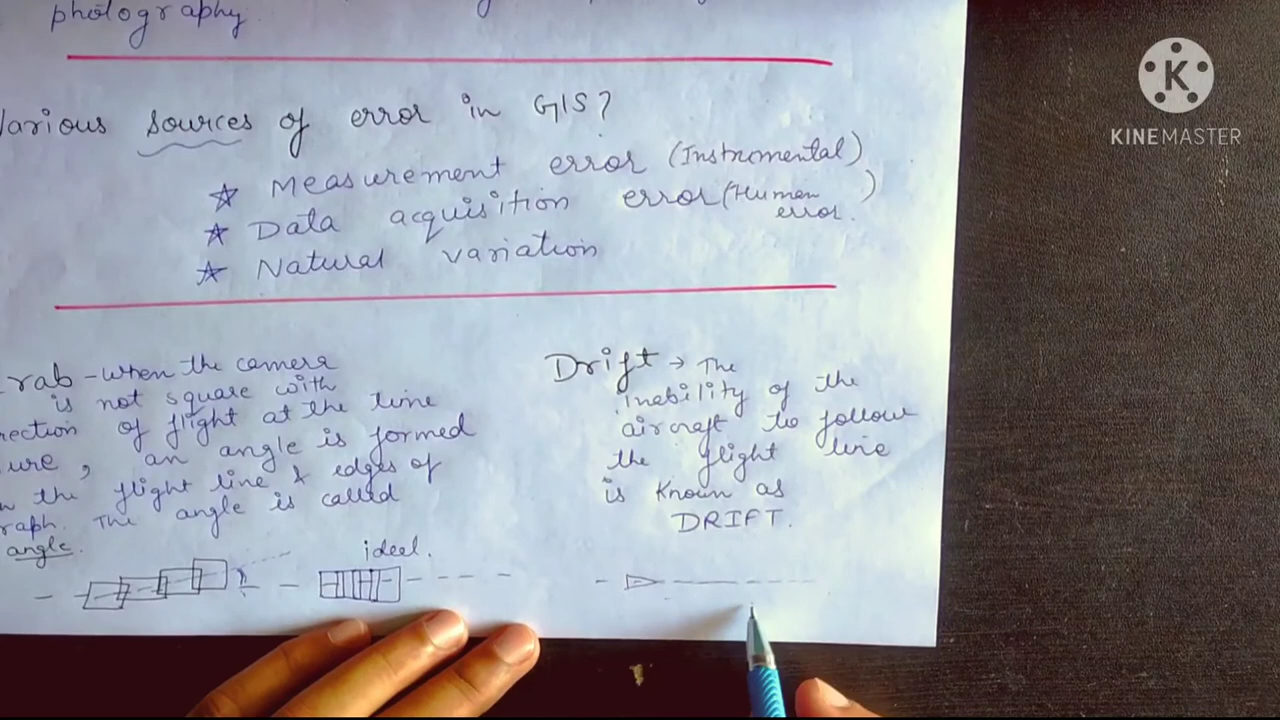 photography
Various sources of error in GIS?
☆ Measurement error (Instrumental)
☆ Data acquisition error (Human error.)
☆ Natural variation
rab - when the camera
is not square with
rection of flight at the time
ure, an angle is formed
the flight line & edges of
raph. The angle is called
angle.
ideel.
Drift → The
inability of the
aircraft to follow
the flight line
is known as
DRIFT.
K
KINEMASTER